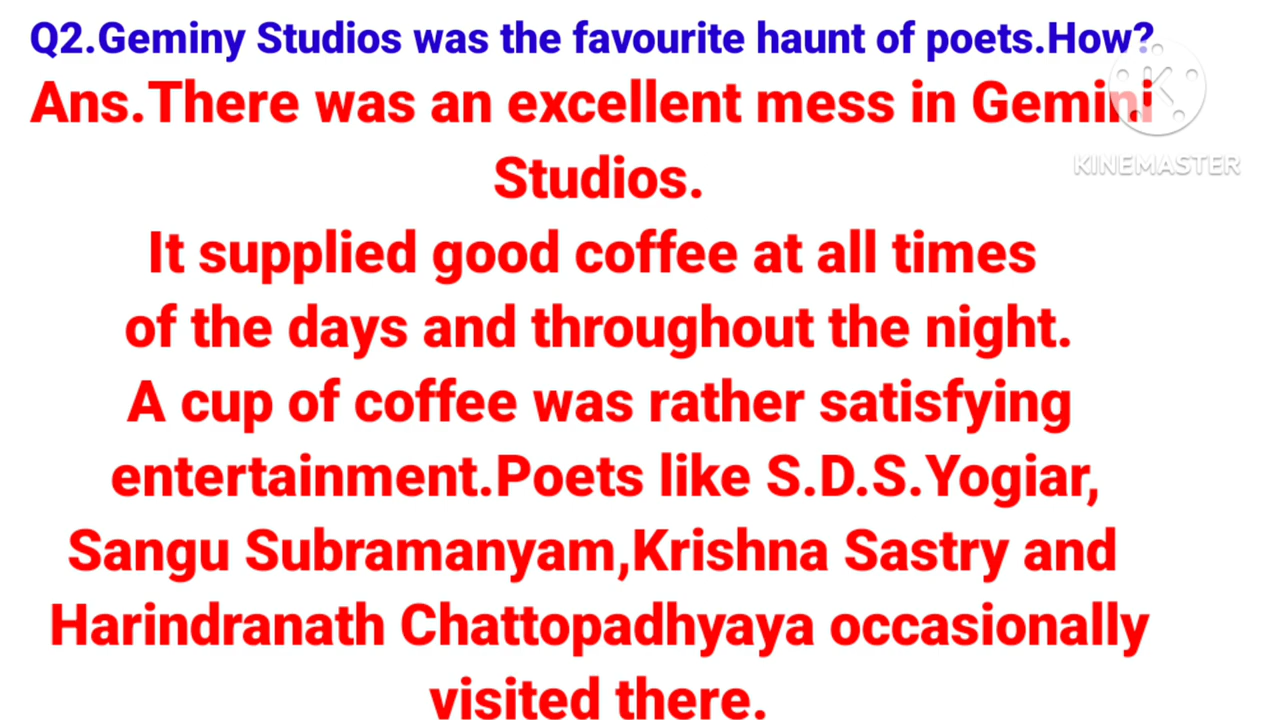 Q2.Geminy Studios was the favourite haunt of poets.How?
Ans.There was an excellent mess in Gemini
Studios.
KINEMASTER
It supplied good coffee at all times
of the days and throughout the night.
A cup of coffee was rather satisfying
entertainment.Poets like S.D.S.Yogiar,
Sangu Subramanyam,Krishna Sastry and
Harindranath Chattopadhyaya occasionally
visited there.